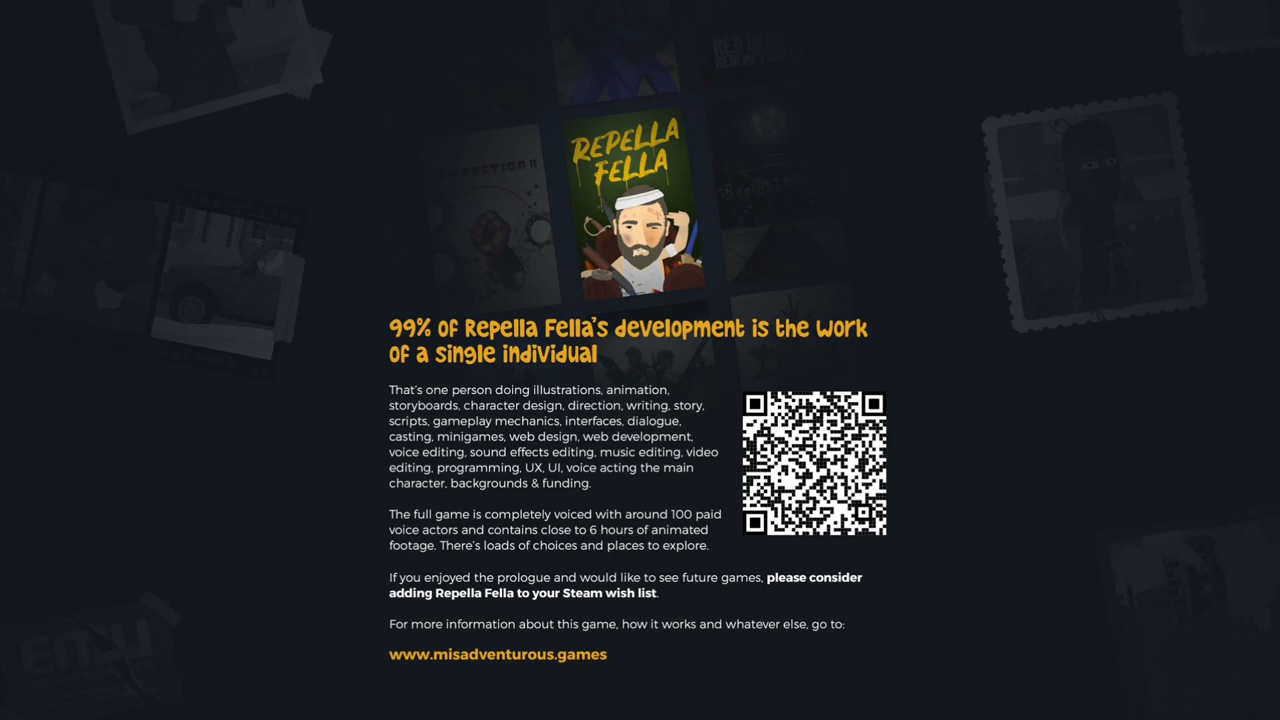 REPELLA
FELLA
99% of Repella Fella's development is the work
of a single individual
That's one person doing illustrations, animation,
storyboards, character design, direction, writing, story,
scripts, gameplay mechanics, interfaces, dialogue,
casting, minigames, web design, web development,
voice editing, sound effects editing, music editing, video
editing, programming, UX, UI, voice acting the main
character, backgrounds & funding.
The full game is completely voiced with around 100 paid
voice actors and contains close to 6 hours of animated
footage. There's loads of choices and places to explore.
If you enjoyed the prologue and would like to see future games, please consider
adding Repella Fella to your Steam wish list.
For more information about this game, how it works and whatever else, go to:
www.misadventurous.games